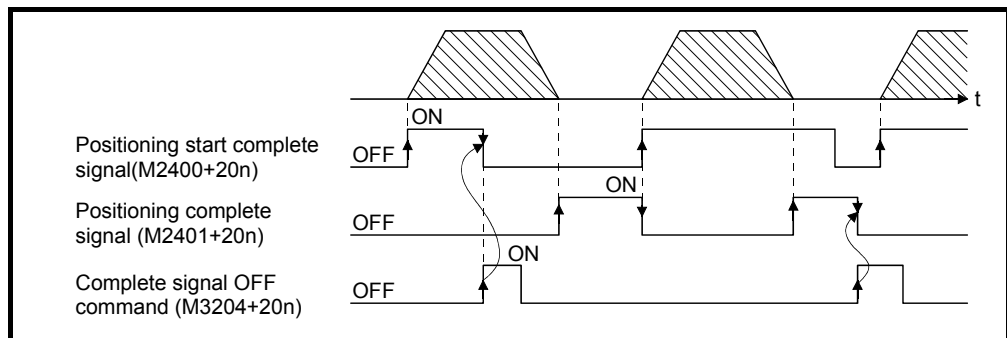 t
ON
Positioning start complete
signal(M2400+20n)
OFF
ON
Positioning complete
signal (M2401+20n)
OFF
ON
Complete signal OFF
command (M3204+20n)
OFF